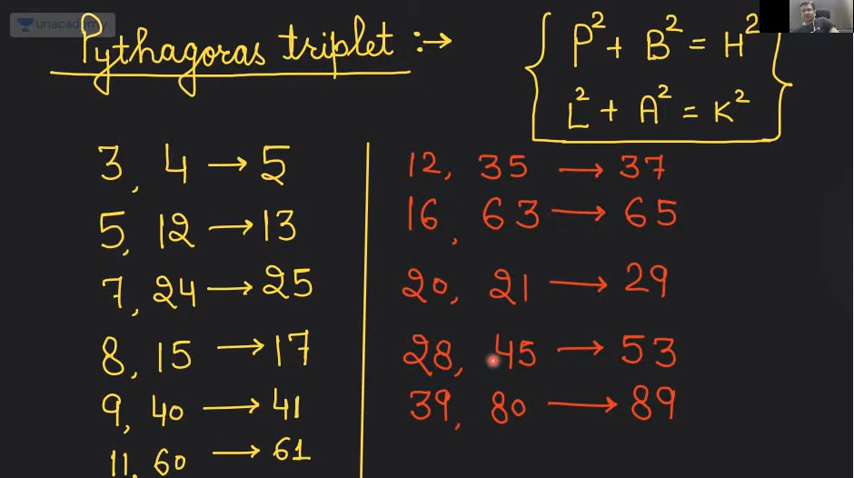 unacademy
Pythagoras triplet :→
P² + B² = H²
L² + A² = K²
3, 4 → 5
5, 12 → 13
7, 24 → 25
8, 15 → 17
9, 40 → 41
11, 60 → 61
12, 35 → 37
16, 63 → 65
20, 21 → 29
28, 45 → 53
39, 80 → 89